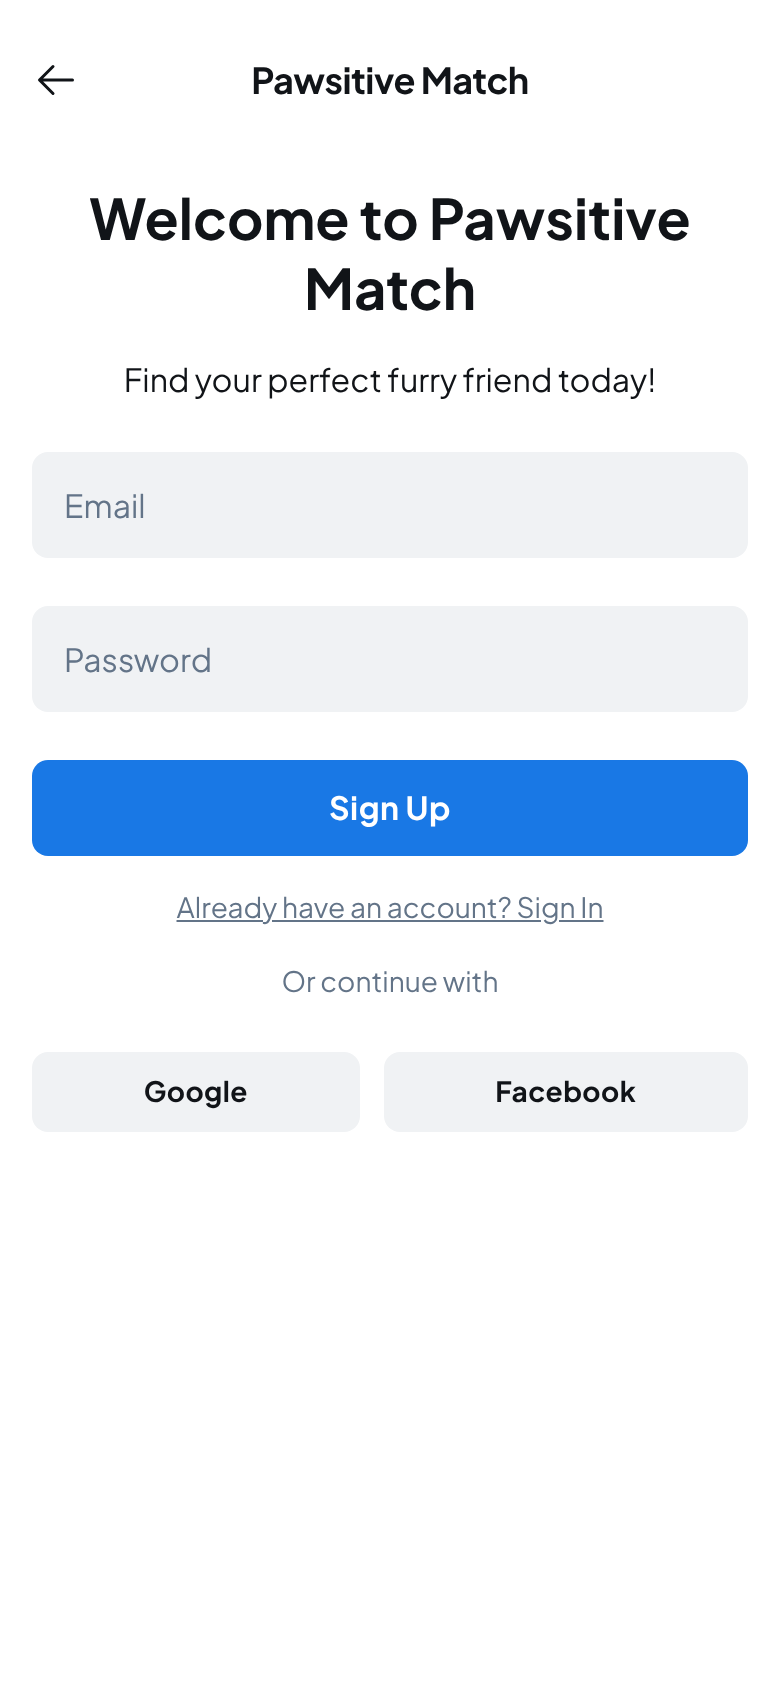 Pawsitive Match
Welcome to Pawsitive
Match
Find your perfect furry friend today!
Email
Password
Sign Up
Already have an account? Sign In
Or continue with
Google
Facebook